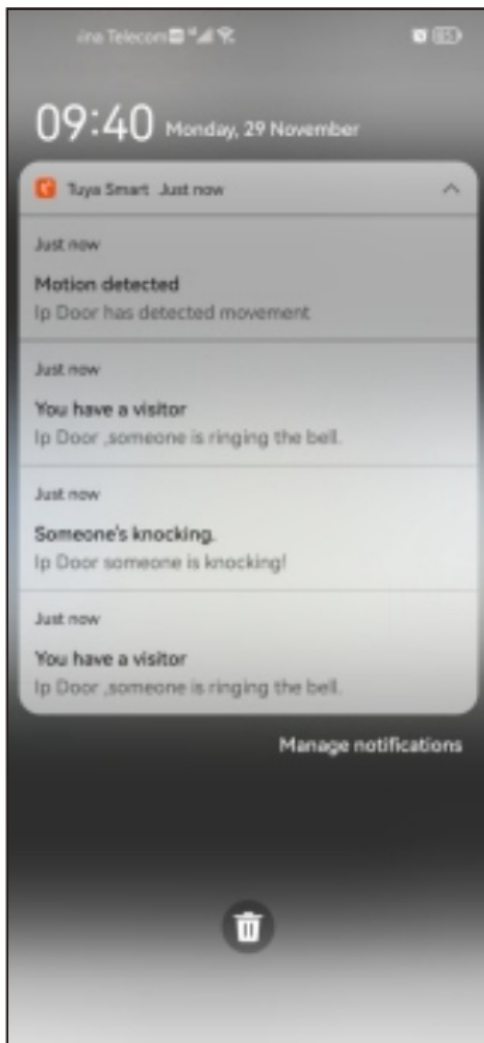 ina Telecom
09:40 Monday, 29 November
Tuya Smart Just now
Just now
Motion detected
Ip Door has detected movement
Just now
You have a visitor
Ip Door ,someone is ringing the bell.
Just now
Someone's knocking.
Ip Door someone is knocking!
Just now
You have a visitor
Ip Door ,someone is ringing the bell.
Manage notifications